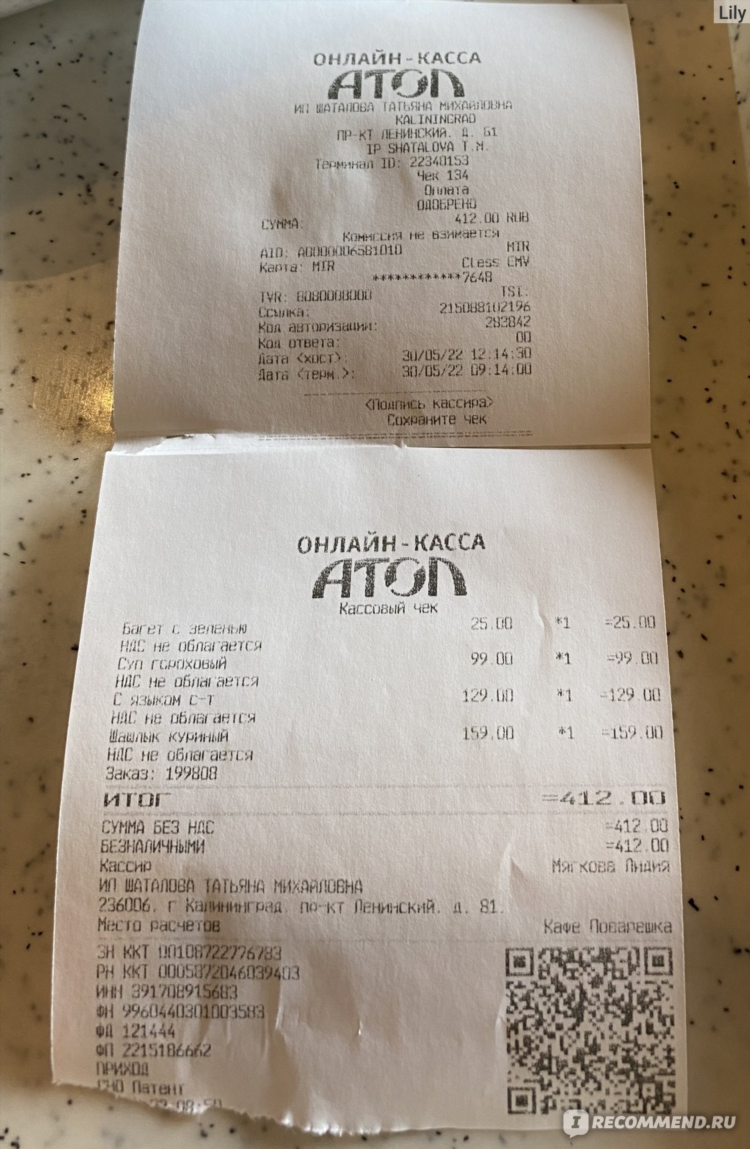 Lily
ОНЛАЙН-КАССА
АТОЛ
ИП ШАТАЛОВА ТАТЬЯНА МИХАЙЛОВНА
KALININGRAD
ПР-КТ ЛЕНИНСКИЙ. Д. 81
IP SHATALOVA T.M.
Терминал ID: 22340153
Чек 134
Оплата
ОДОБРЕНО
СУММА: 412.00 RUB
Комиссия не взимается
AID: A0000006581010 MIR
Карта: MIR Cless EMV
************7648
TVR: 8080008000 TSI:
Ссылка: 215088102196
Код авторизации: 283842
Код ответа: 00
Дата <хост>: 30/05/22 12:14:30
Дата <терм.>: 30/05/22 09:14:00
<Подпись кассира>
Сохраните чек
ОНЛАЙН-КАССА
АТОЛ
Кассовый чек
Багет с зеленью 25.00 *1 =25.00
НДС не облагается
Суп гороховый 99.00 *1 =99.00
НДС не облагается
С языком с-т 129.00 *1 =129.00
НДС не облагается
Шашлык куриный 159.00 *1 =159.00
НДС не облагается
Заказ: 199808
ИТОГ =412.00
СУММА БЕЗ НДС =412.00
БЕЗНАЛИЧНЫМИ =412.00
Кассир Мягкова Лидия
ИП ШАТАЛОВА ТАТЬЯНА МИХАЙЛОВНА
236006. г Калининград. пр-кт Ленинский. д. 81.
Место расчетов Кафе Поварешка
ЗН ККТ 00108722776783
РН ККТ 0005872046039403
ИНН 391708915683
ФН 9960440301003583
ФД 121444
ФП 2215186662
ПРИХОД
СНО Патент
IRECOMMEND.RU